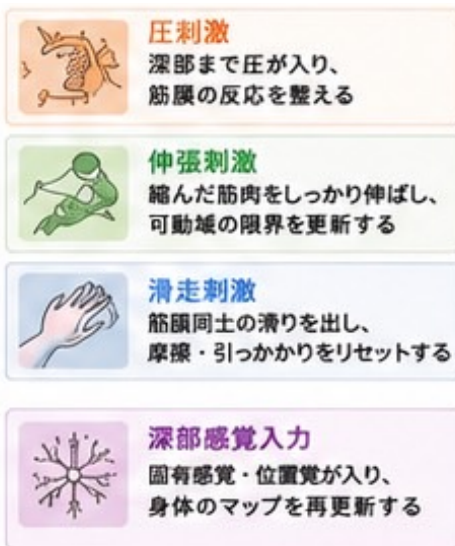 圧刺激
深部まで圧が入り、
筋膜の反応を整える
伸張刺激
縮んだ筋肉をしっかり伸ばし、
可動域の限界を更新する
滑走刺激
筋膜同士の滑りを出し、
摩擦・引っかかりをリセットする
深部感覚入力
固有感覚・位置覚が入り、
身体のマップを再更新する